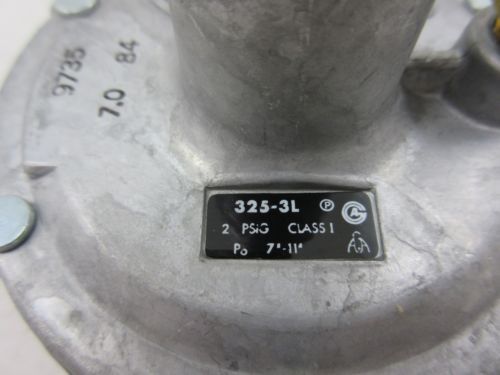 9735
7.0 84
325-3L P
2 PSiG CLASS I
Po 7"-11"